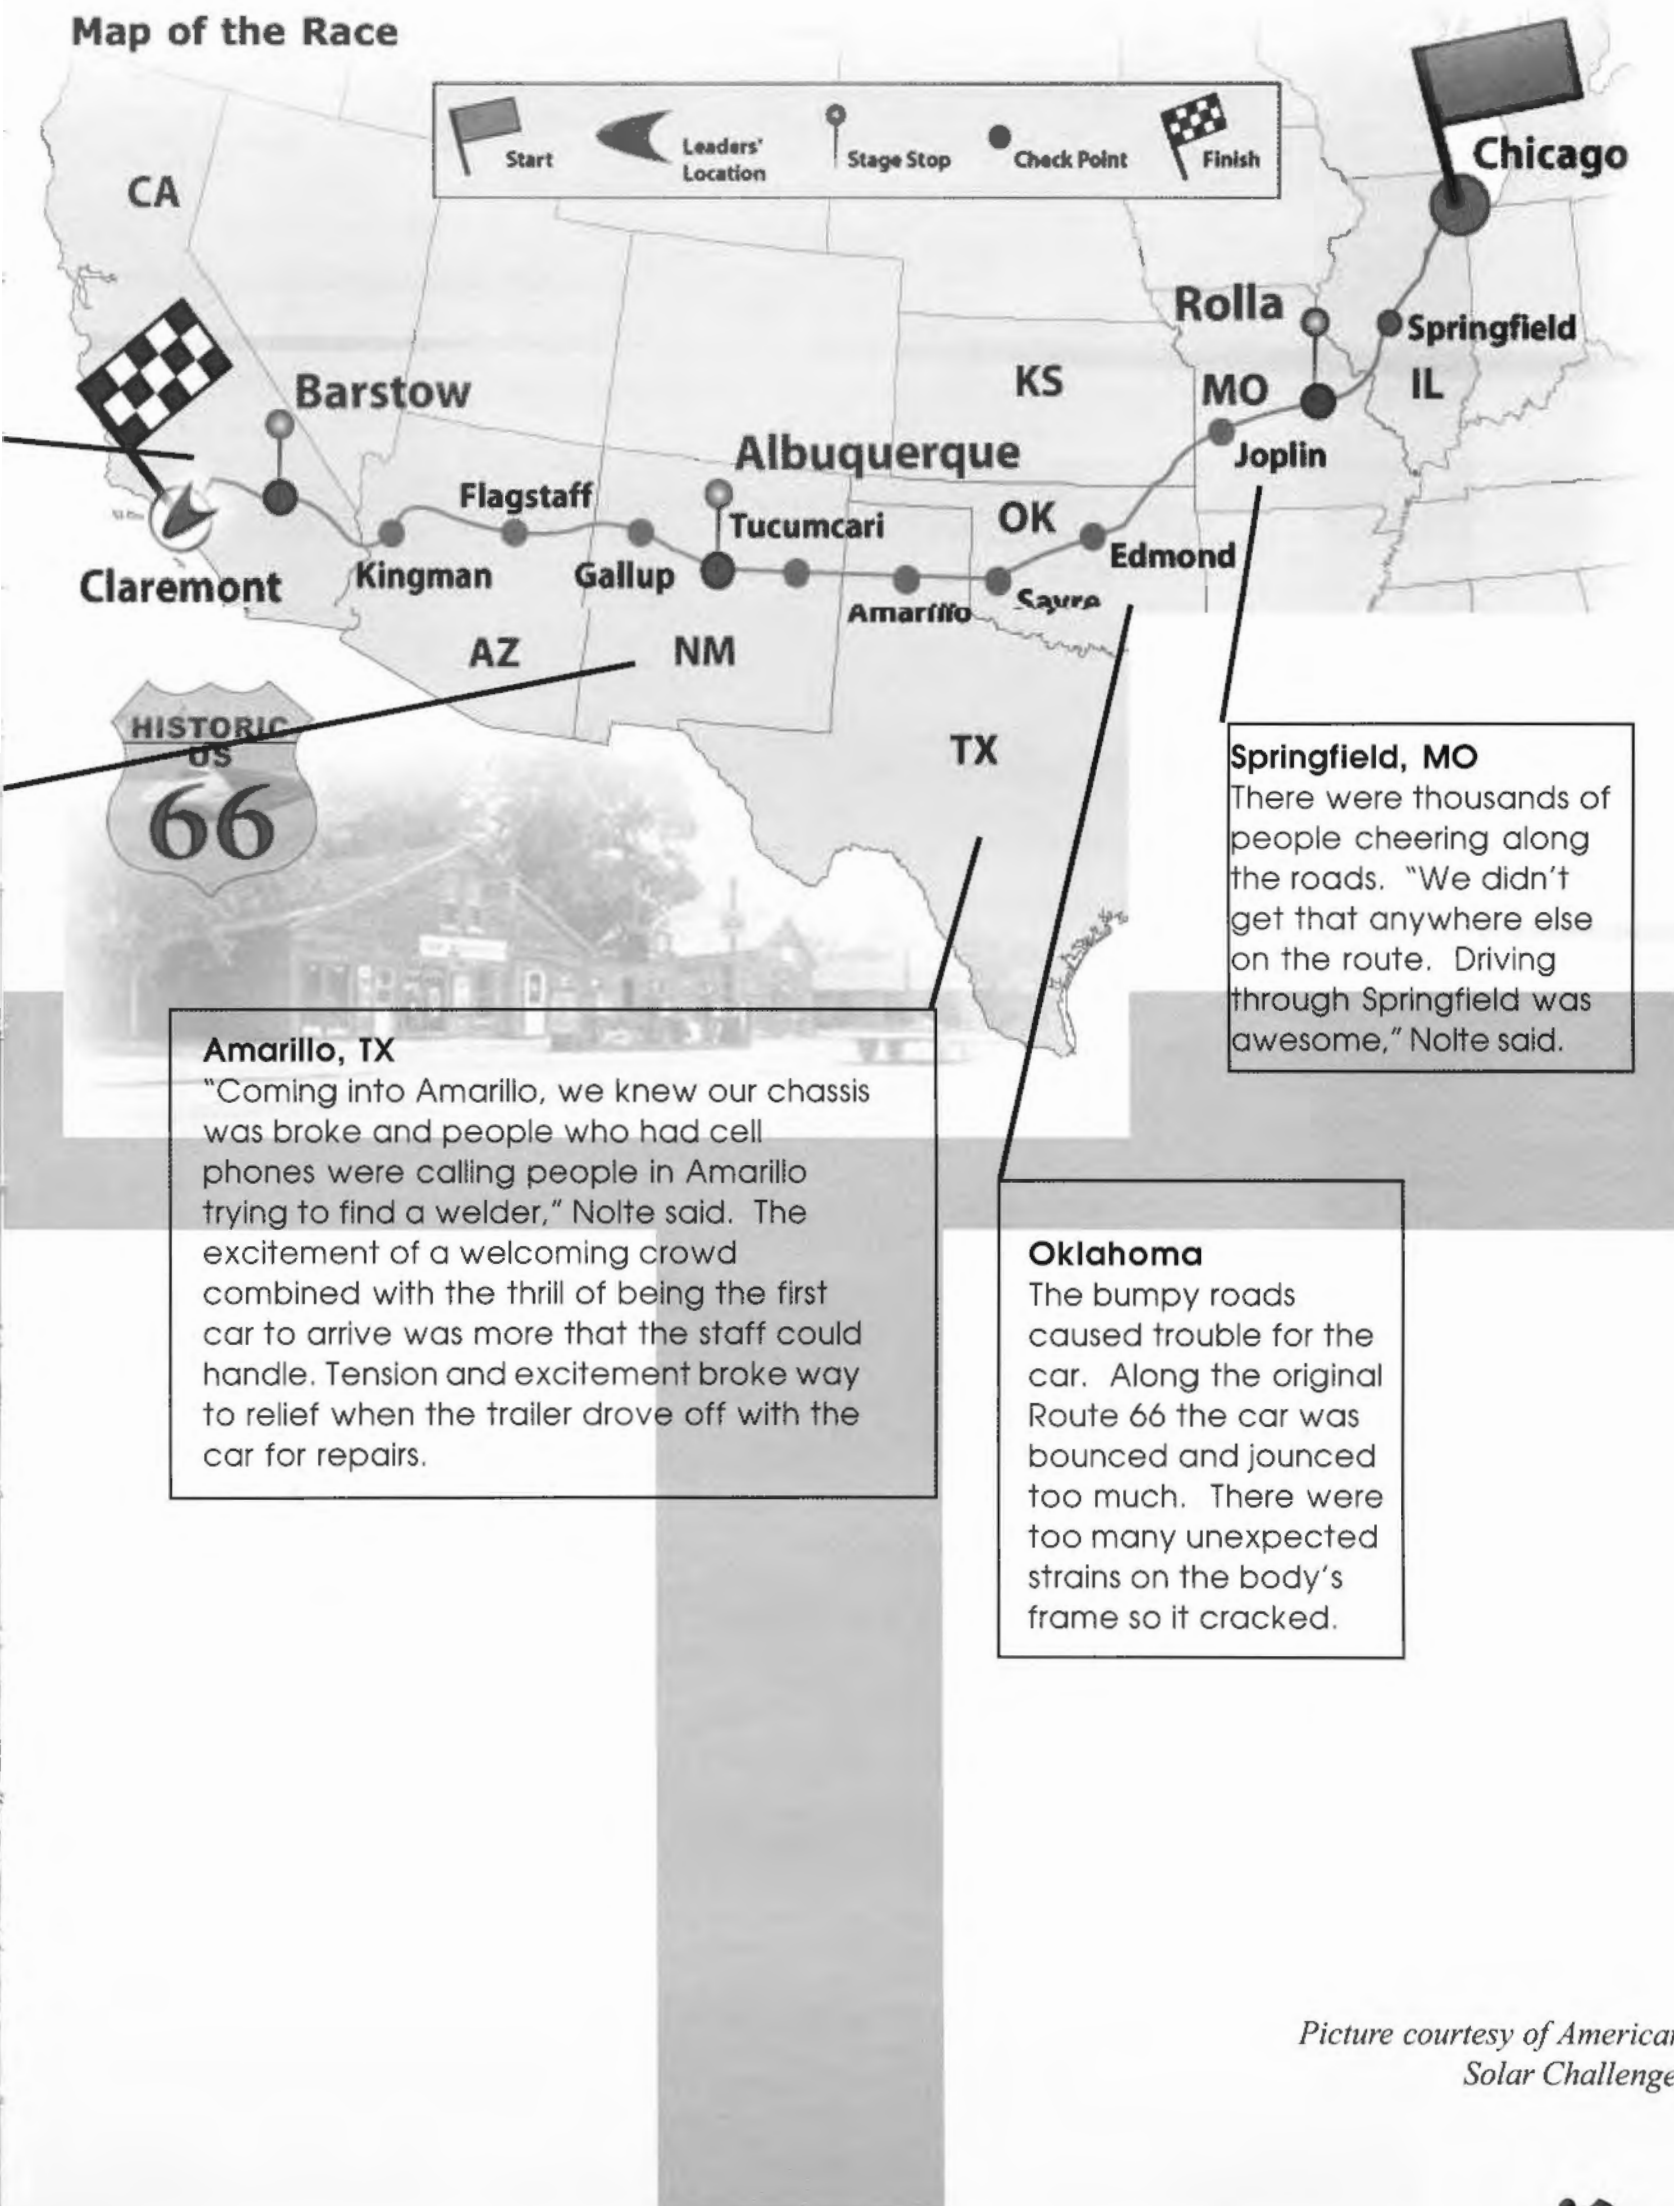 Map of the Race
Start
Leaders'
Location
Stage Stop
Check Point
Finish
Chicago
CA
Rolla
Springfield
KS
MO
IL
Barstow
Joplin
Albuquerque
Flagstaff
Tucumcari
OK
Edmond
Claremont
Kingman
Gallup
Amarillo
Sayre
AZ
NM
TX
HISTORIC
US
66
Springfield, MO
There were thousands of
people cheering along
the roads. "We didn't
get that anywhere else
on the route. Driving
through Springfield was
awesome," Nolte said.
Amarillo, TX
"Coming into Amarillo, we knew our chassis
was broke and people who had cell
phones were calling people in Amarillo
trying to find a welder," Nolte said. The
excitement of a welcoming crowd
combined with the thrill of being the first
car to arrive was more that the staff could
handle. Tension and excitement broke way
to relief when the trailer drove off with the
car for repairs.
Oklahoma
The bumpy roads
caused trouble for the
car. Along the original
Route 66 the car was
bounced and jounced
too much. There were
too many unexpected
strains on the body's
frame so it cracked.
Picture courtesy of American
Solar Challenge